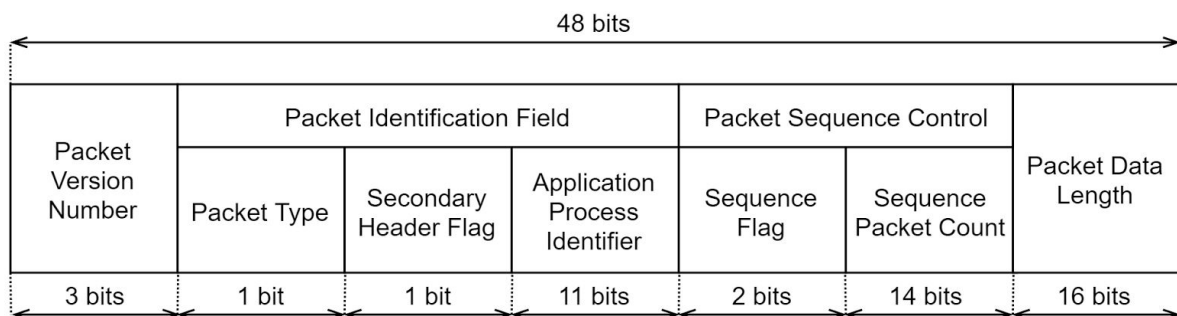 48 bits
Packet
Version
Number
Packet Identification Field
Packet Type
Secondary
Header Flag
Application
Process
Identifier
Packet Sequence Control
Sequence
Flag
Sequence
Packet Count
Packet Data
Length
3 bits
1 bit
1 bit
11 bits
2 bits
14 bits
16 bits